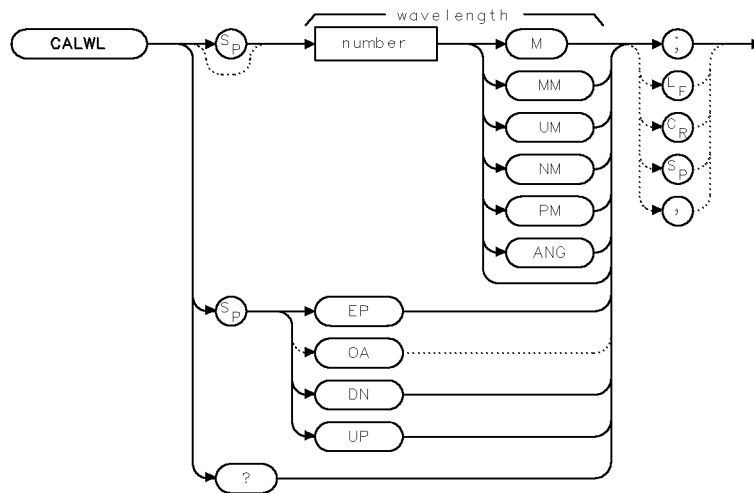 wavelength
CALWL SP number M ;
MM LF
UM CR
NM SP
PM ,
ANG
SP EP
OA
DN
UP
?